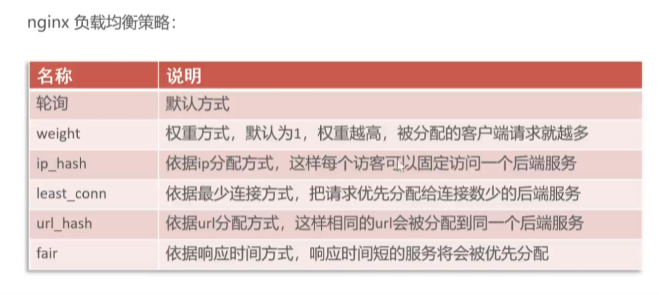 nginx 负载均衡策略：
名称 说明
轮询 默认方式
weight 权重方式，默认为1，权重越高，被分配的客户端请求就越多
ip_hash 依据ip分配方式，这样每个访客可以固定访问一个后端服务
least_conn 依据最少连接方式，把请求优先分配给连接数少的后端服务
url_hash 依据url分配方式，这样相同的url会被分配到同一个后端服务
fair 依据响应时间方式，响应时间短的服务将会被优先分配